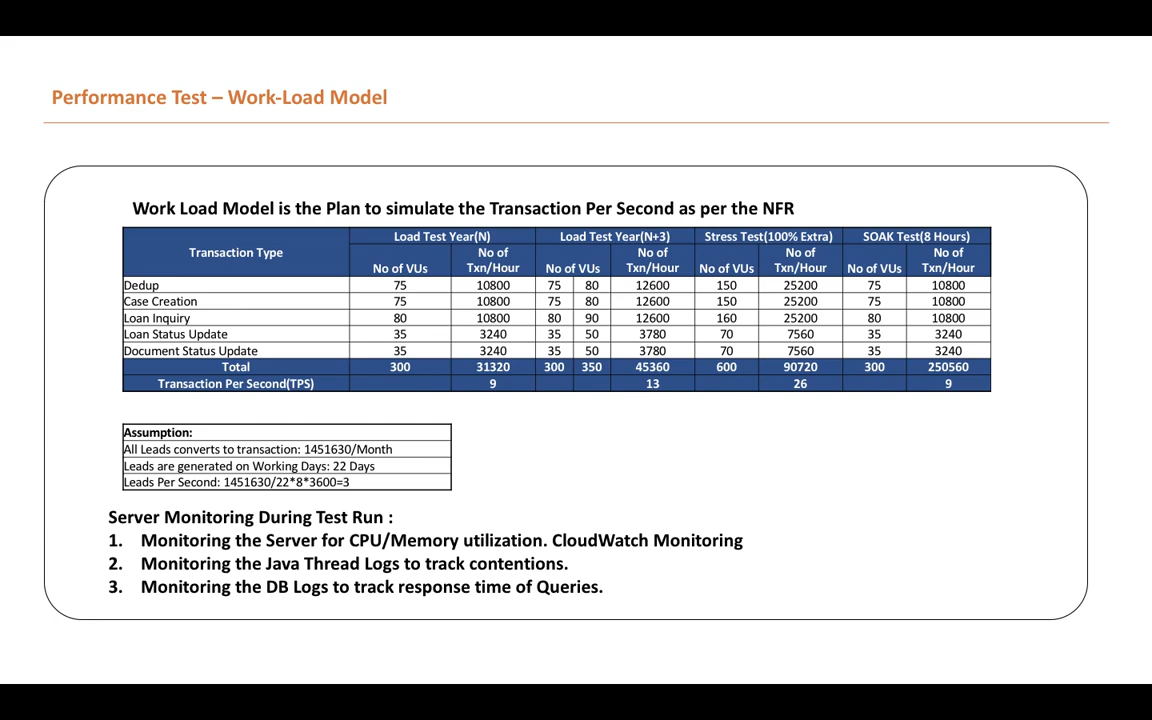 Performance Test – Work-Load Model
Work Load Model is the Plan to simulate the Transaction Per Second as per the NFR
Transaction Type Load Test Year(N) Load Test Year(N+3) Stress Test(100% Extra) SOAK Test(8 Hours)
No of VUs No of Txn/Hour No of VUs No of Txn/Hour No of VUs No of Txn/Hour No of VUs No of Txn/Hour
Dedup 75 10800 75 80 12600 150 25200 75 10800
Case Creation 75 10800 75 80 12600 150 25200 75 10800
Loan Inquiry 80 10800 80 90 12600 160 25200 80 10800
Loan Status Update 35 3240 35 50 3780 70 7560 35 3240
Document Status Update 35 3240 35 50 3780 70 7560 35 3240
Total 300 31320 300 350 45360 600 90720 300 250560
Transaction Per Second(TPS) 9 13 26 9
Assumption:
All Leads converts to transaction: 1451630/Month
Leads are generated on Working Days: 22 Days
Leads Per Second: 1451630/22*8*3600=3
Server Monitoring During Test Run :
1. Monitoring the Server for CPU/Memory utilization. CloudWatch Monitoring
2. Monitoring the Java Thread Logs to track contentions.
3. Monitoring the DB Logs to track response time of Queries.